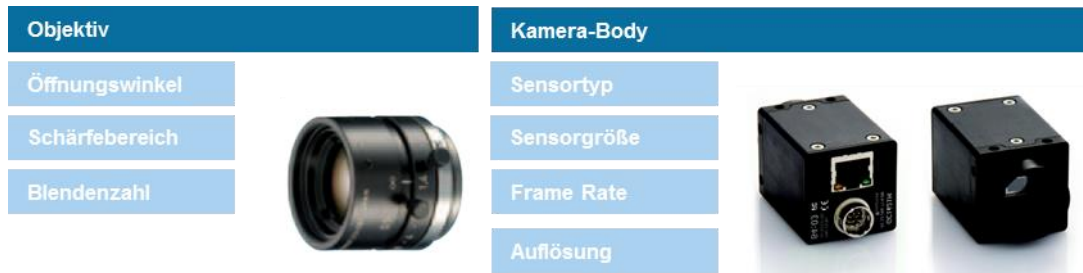 Objektiv
Öffnungswinkel
Schärfebereich
Blendenzahl
Kamera-Body
Sensortyp
Sensorgröße
Frame Rate
Auflösung